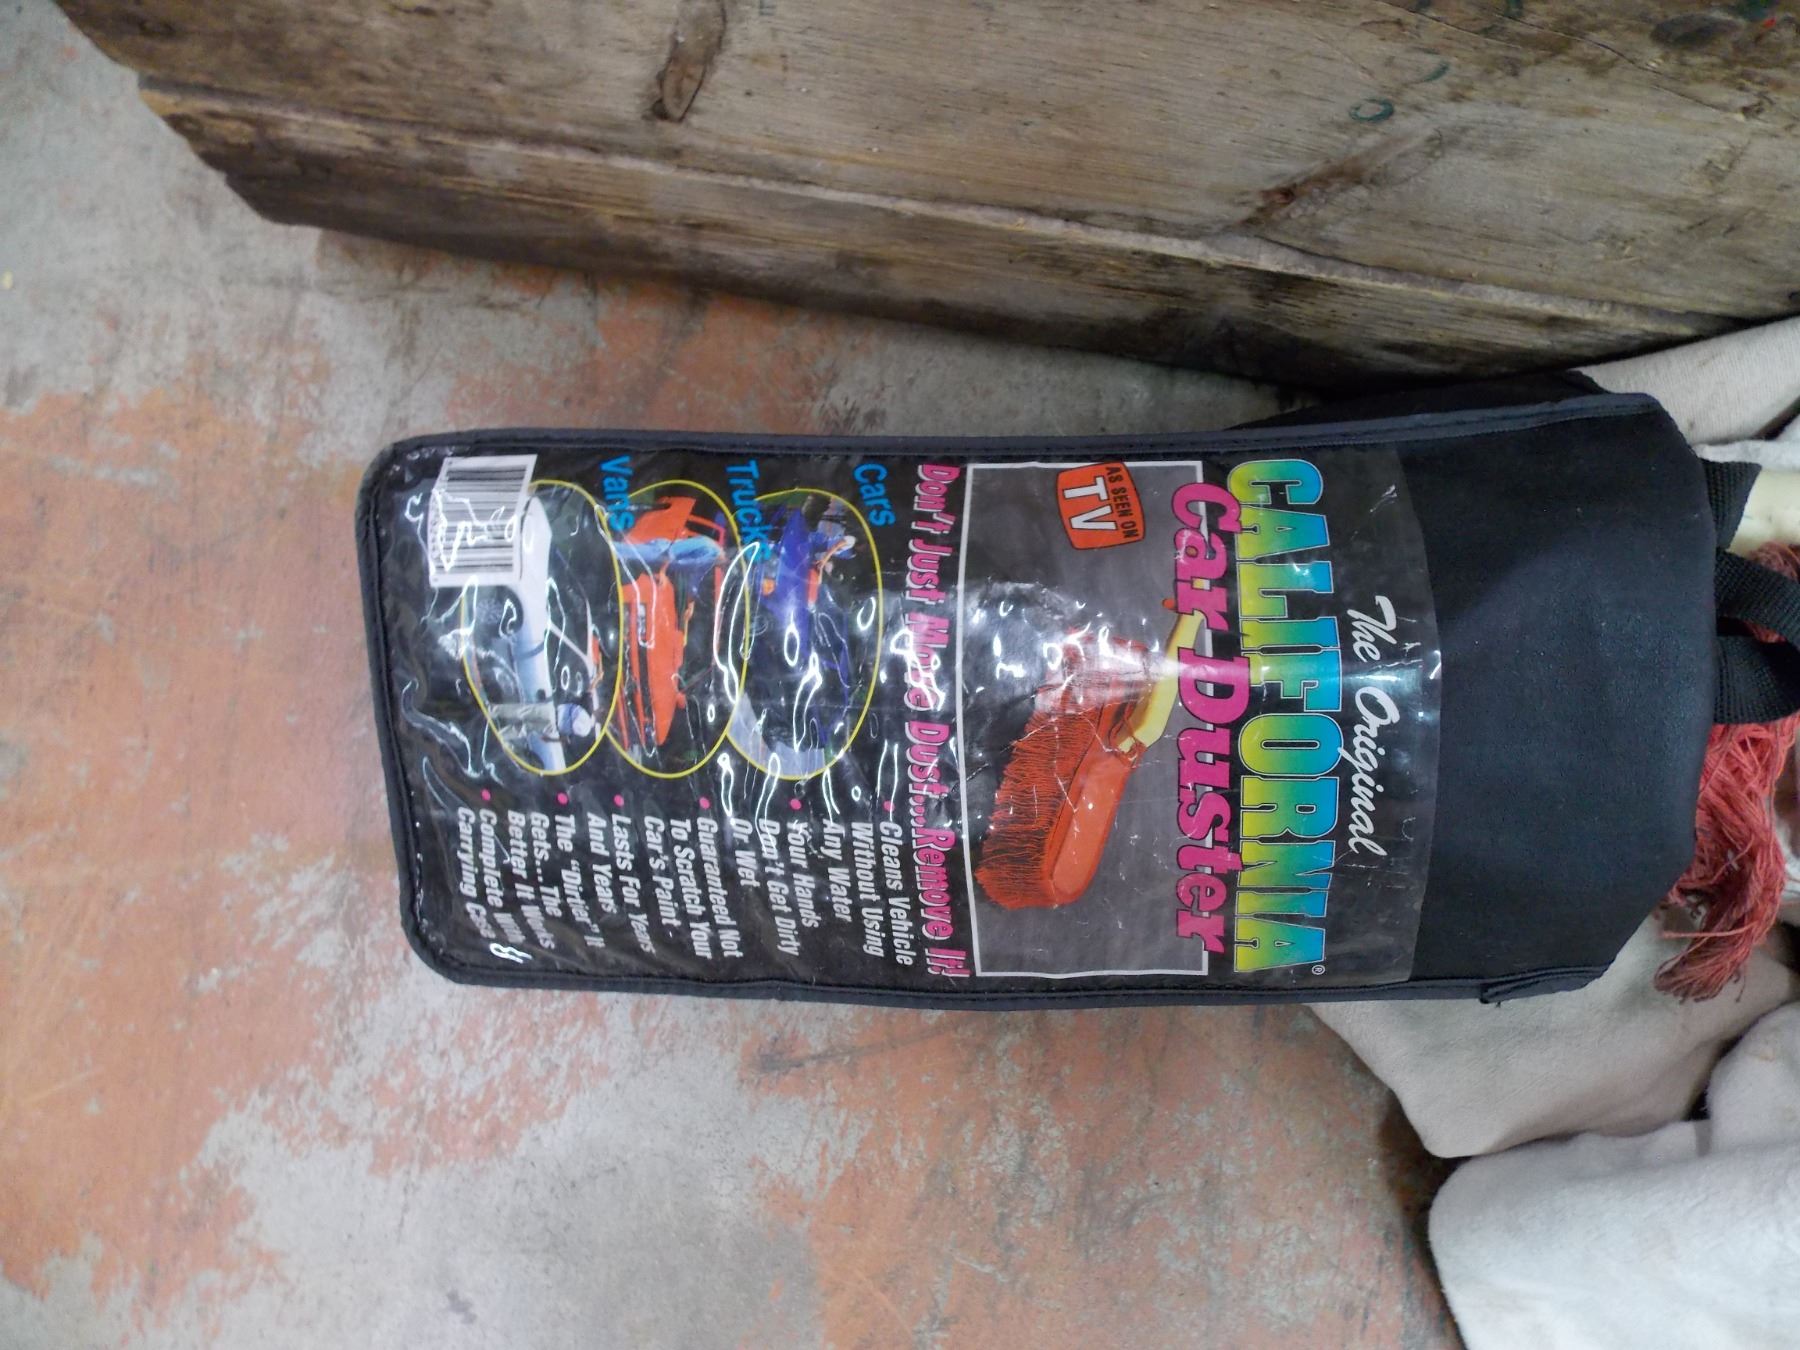 The Original
CALIFORNIA®
Car Duster
AS SEEN ON
TV
Don't Just Move Dust...Remove It!
Cars
Trucks
Vans
• Cleans Vehicle
Without Using
Any Water
• Your Hands
Don't Get Dirty
Or Wet
• Guaranteed Not
To Scratch Your
Car's Paint -
• Lasts For Years
And Years
• The "Dirtier" It
Gets... The
Better It Works
• Complete With
Carrying Case